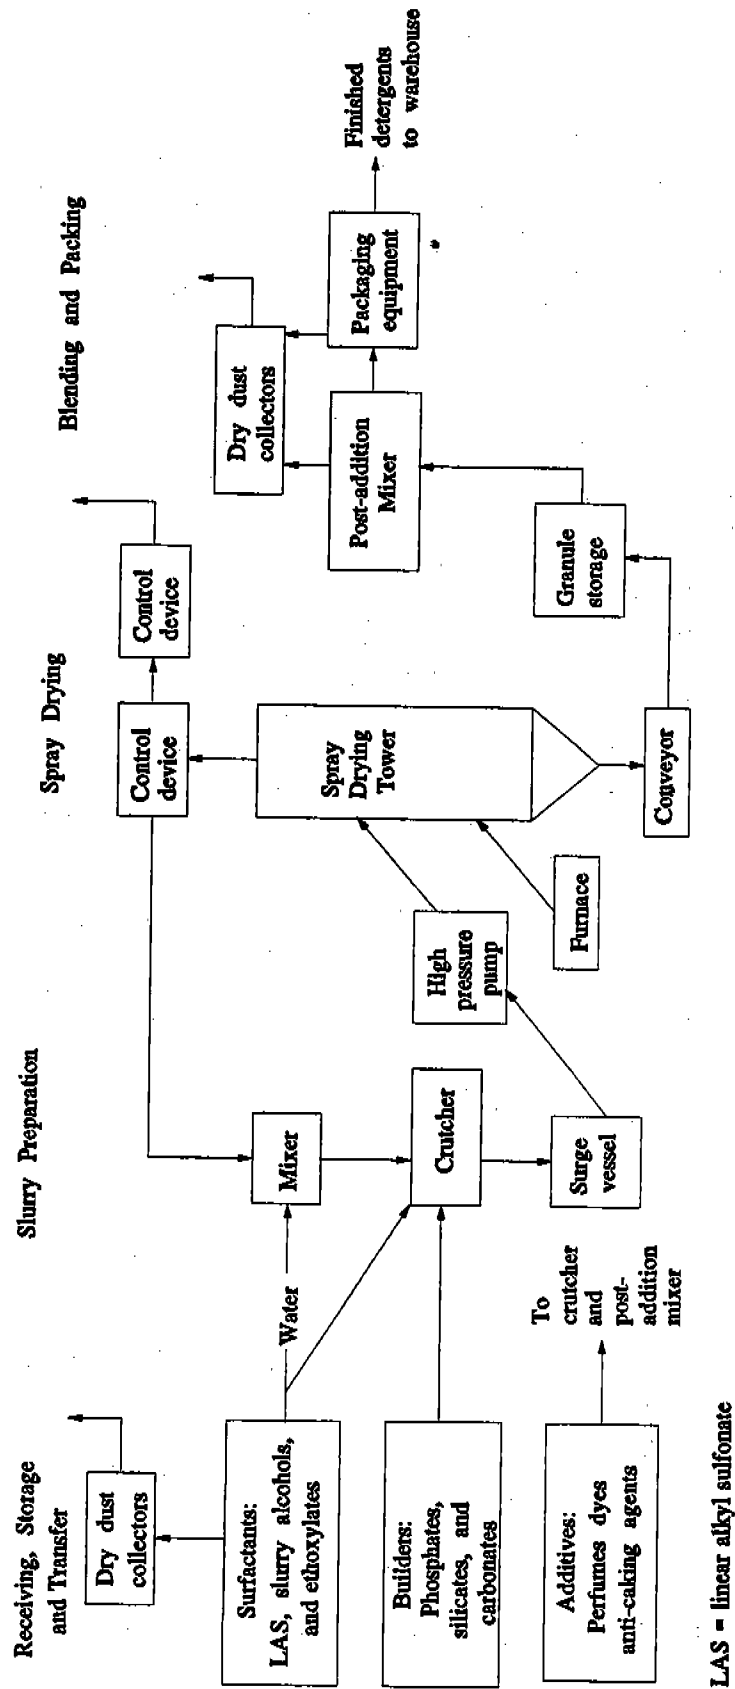 Receiving, Storage
and Transfer
Slurry Preparation
Spray Drying
Blending and Packing
Dry dust
collectors
Surfactants:
LAS, slurry alcohols,
and ethoxylates
Water
Mixer
Builders:
Phosphates,
silicates, and
carbonates
Crutcher
Additives:
Perfumes dyes
anti-caking agents
To
crutcher
and
post-
addition
mixer
Surge
vessel
High
pressure
pump
Furnace
Control
device
Control
device
Spray
Drying
Tower
Conveyor
Granule
storage
Dry dust
collectors
Post-addition
Mixer
Packaging
equipment
Finished
detergents
to warehouse
LAS = linear alkyl sulfonate